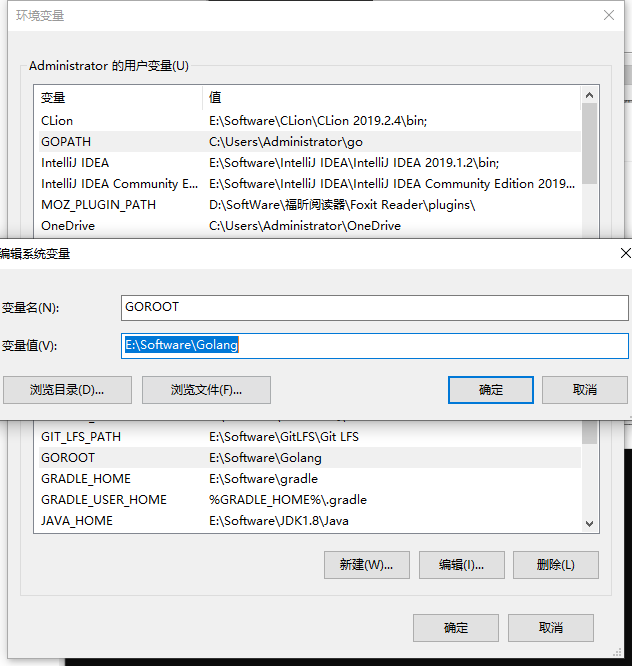 环境变量
Administrator 的用户变量(U)
变量 值
CLion E:\Software\CLion\CLion 2019.2.4\bin;
GOPATH C:\Users\Administrator\go
IntelliJ IDEA E:\Software\IntelliJ IDEA\IntelliJ IDEA 2019.1.2\bin;
IntelliJ IDEA Community E... E:\Software\IntelliJ IDEA\IntelliJ IDEA Community Edition 2019...
MOZ_PLUGIN_PATH D:\SoftWare\福昕阅读器\Foxit Reader\plugins\
OneDrive C:\Users\Administrator\OneDrive
编辑系统变量
变量名(N): GOROOT
变量值(V): E:\Software\Golang
浏览目录(D)... 浏览文件(F)... 确定 取消
GIT_LFS_PATH E:\Software\GitLFS\Git LFS
GOROOT E:\Software\Golang
GRADLE_HOME E:\Software\gradle
GRADLE_USER_HOME %GRADLE_HOME%\.gradle
JAVA_HOME E:\Software\JDK1.8\Java
新建(W)... 编辑(I)... 删除(L)
确定 取消